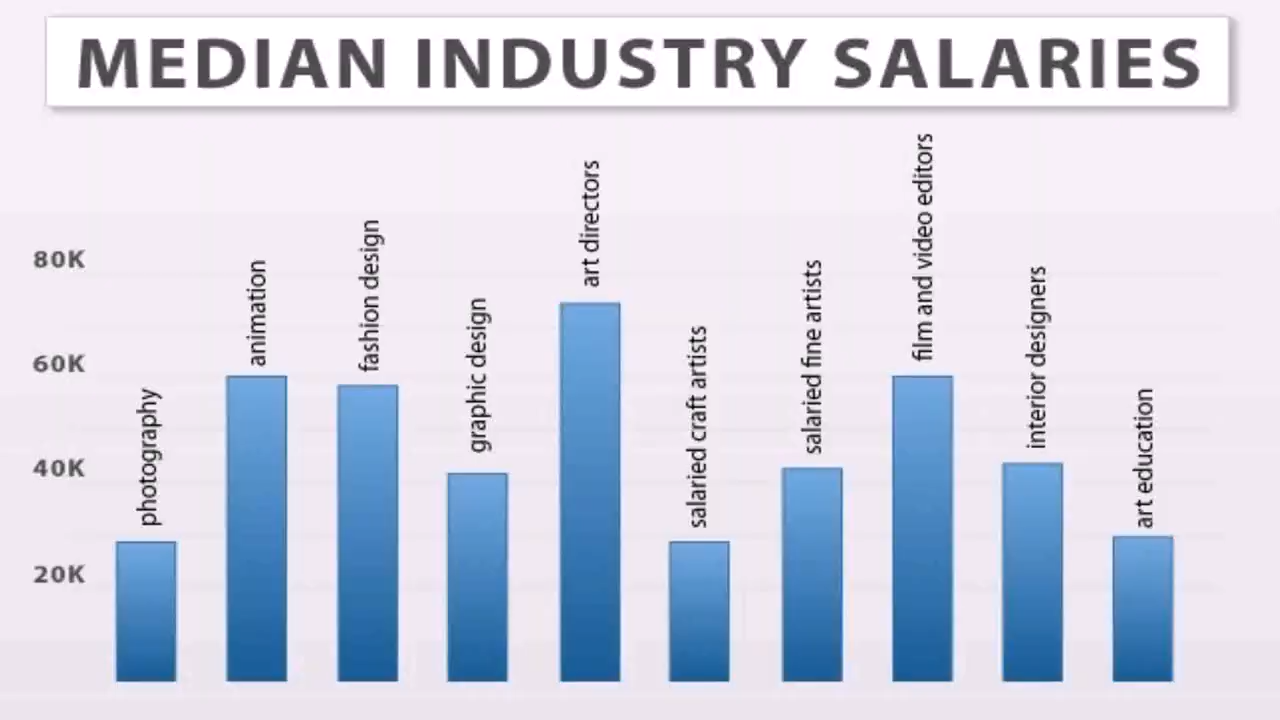 MEDIAN INDUSTRY SALARIES
80K
60K
40K
20K
photography
animation
fashion design
graphic design
art directors
salaried craft artists
salaried fine artists
film and video editors
interior designers
art education